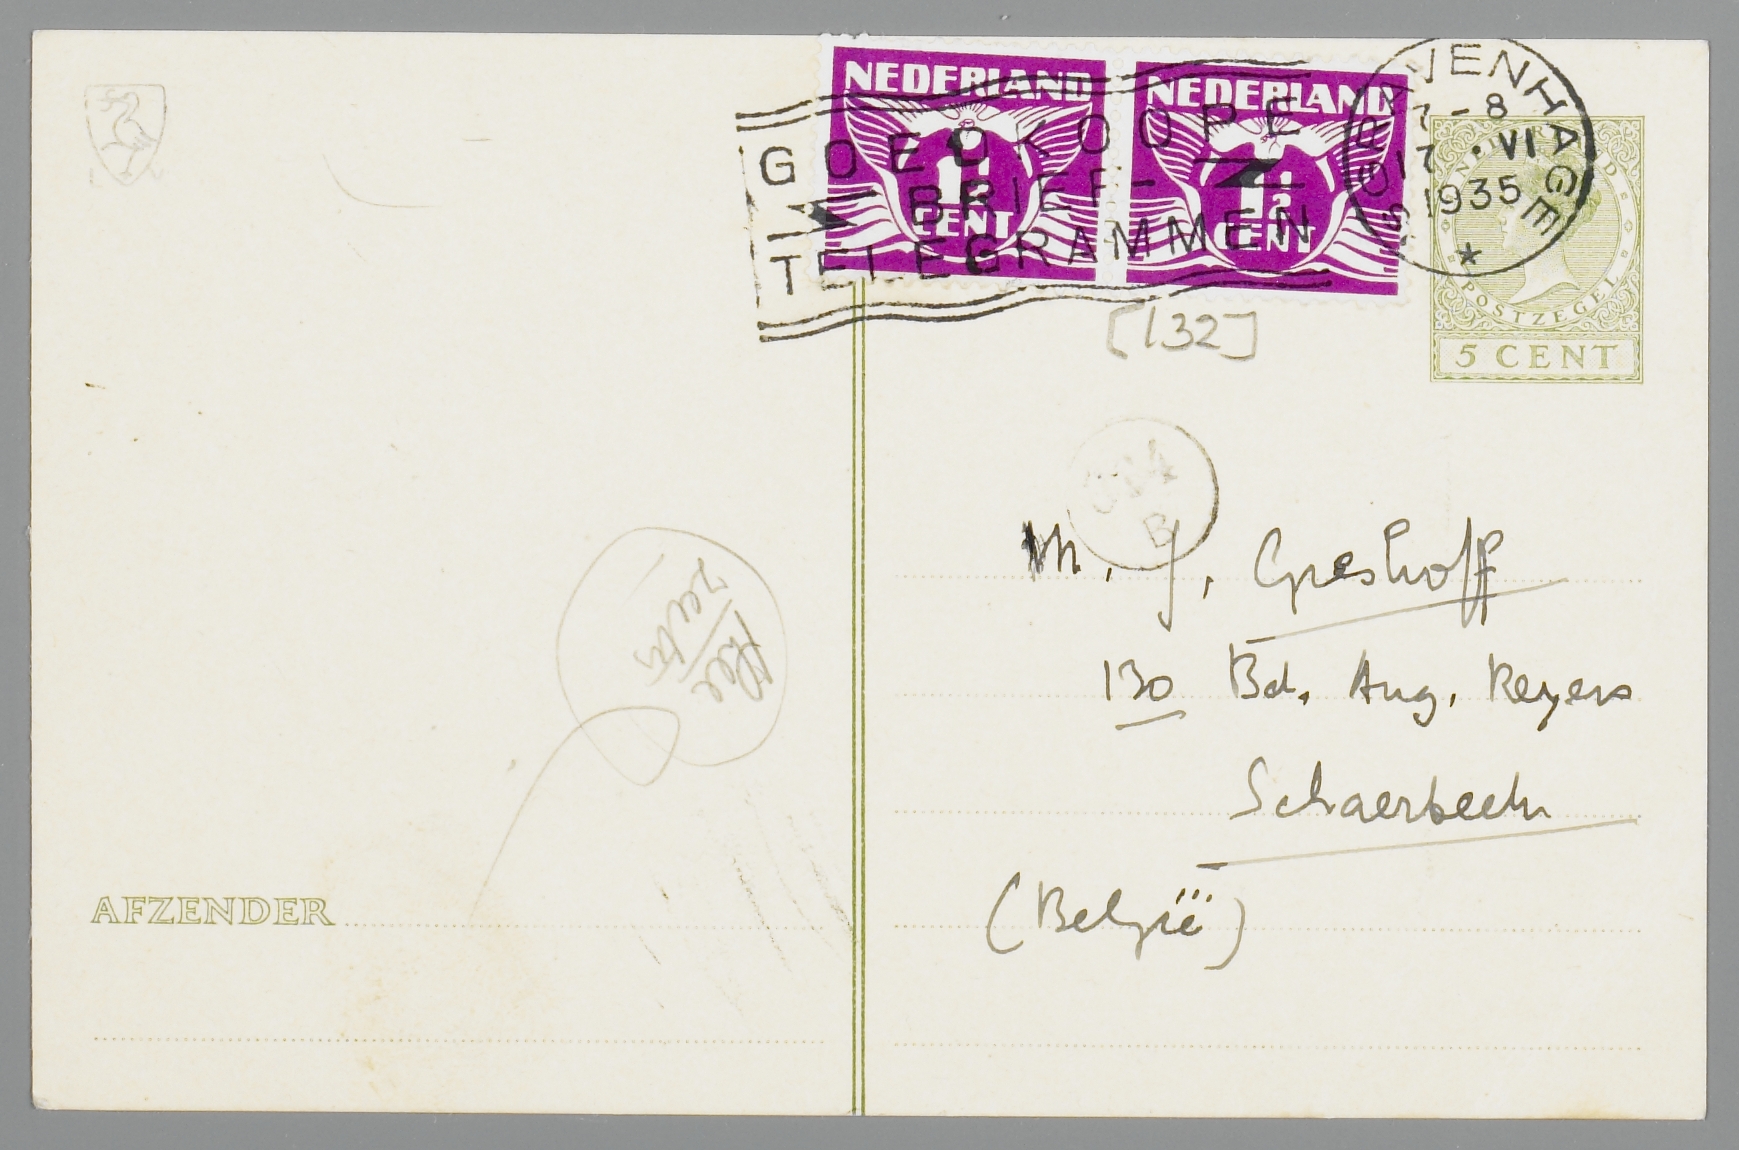 NEDERLAND
1½
CENT
NEDERLAND
1½
CENT
GOEDKOOPE
BRIEF-
TELEGRAMMEN
'S GRAVENHAGE
7-8
17 · VI
1935
*
POSTZEGEL
5 CENT
[132]
B
M. J. Greshoff
130 Bd. Aug. Reyers
Schaerbeek
(België)
AFZENDER